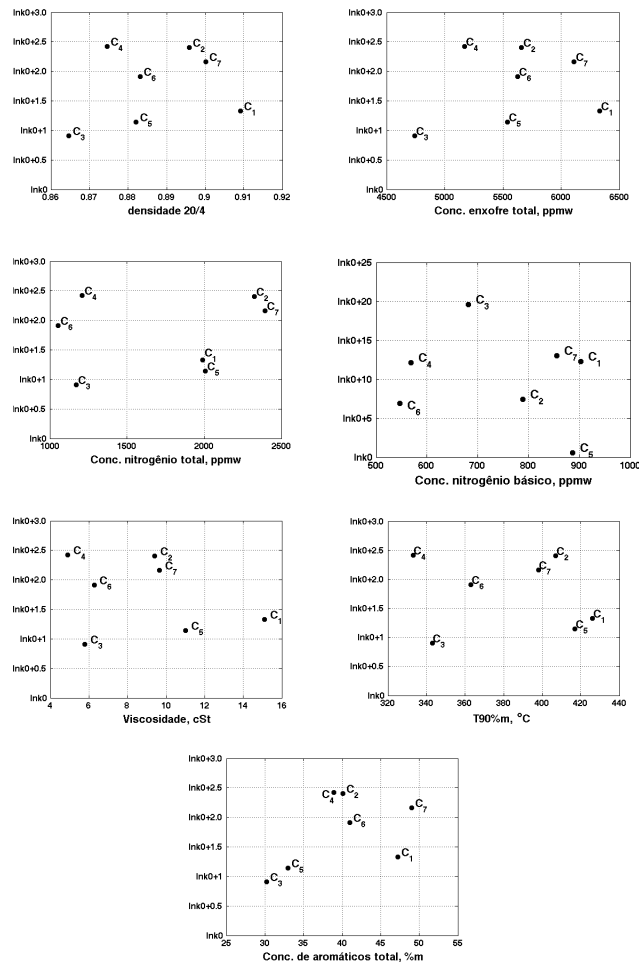 lnk0+3.0
lnk0+2.5
lnk0+2.0
lnk0+1.5
lnk0+1
lnk0+0.5
lnk0
C4
C2
C7
C6
C1
C5
C3
0.86 0.87 0.88 0.89 0.9 0.91 0.92
densidade 20/4
lnk0+3.0
lnk0+2.5
lnk0+2.0
lnk0+1.5
lnk0+1
lnk0+0.5
lnk0
C4
C2
C7
C6
C1
C5
C3
4500 5000 5500 6000 6500
Conc. enxofre total, ppmw
lnk0+3.0
lnk0+2.5
lnk0+2.0
lnk0+1.5
lnk0+1
lnk0+0.5
lnk0
C4
C2
C7
C6
C1
C5
C3
1000 1500 2000 2500
Conc. nitrogênio total, ppmw
lnk0+25
lnk0+20
lnk0+15
lnk0+10
lnk0+5
lnk0
C3
C7
C1
C4
C2
C6
C5
500 600 700 800 900 1000
Conc. nitrogênio básico, ppmw
lnk0+3.0
lnk0+2.5
lnk0+2.0
lnk0+1.5
lnk0+1
lnk0+0.5
lnk0
C4
C2
C7
C6
C1
C5
C3
4 6 8 10 12 14 16
Viscosidade, cSt
lnk0+3.0
lnk0+2.5
lnk0+2.0
lnk0+1.5
lnk0+1
lnk0+0.5
lnk0
C4
C2
C7
C6
C1
C5
C3
320 340 360 380 400 420 440
T90%m, °C
lnk0+3.0
lnk0+2.5
lnk0+2.0
lnk0+1.5
lnk0+1
lnk0+0.5
lnk0
C4
C2
C7
C6
C1
C5
C3
25 30 35 40 45 50 55
Conc. de aromáticos total, %m